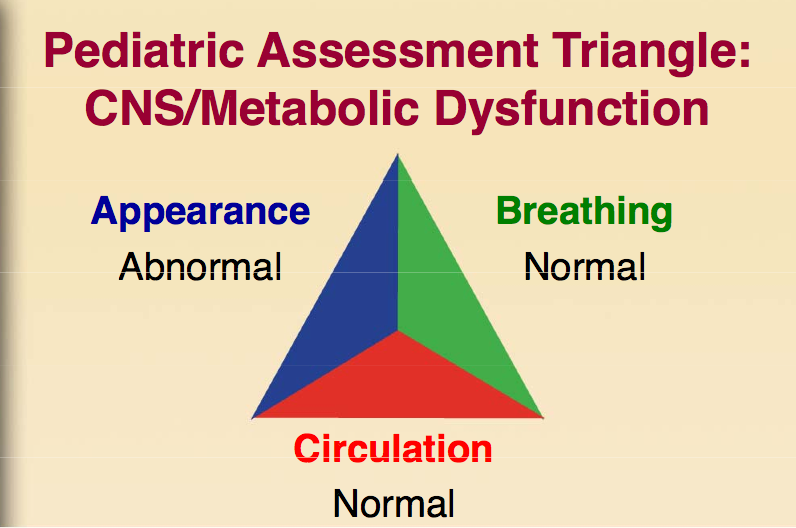 Pediatric Assessment Triangle:
CNS/Metabolic Dysfunction
Appearance
Abnormal
Breathing
Normal
Circulation
Normal